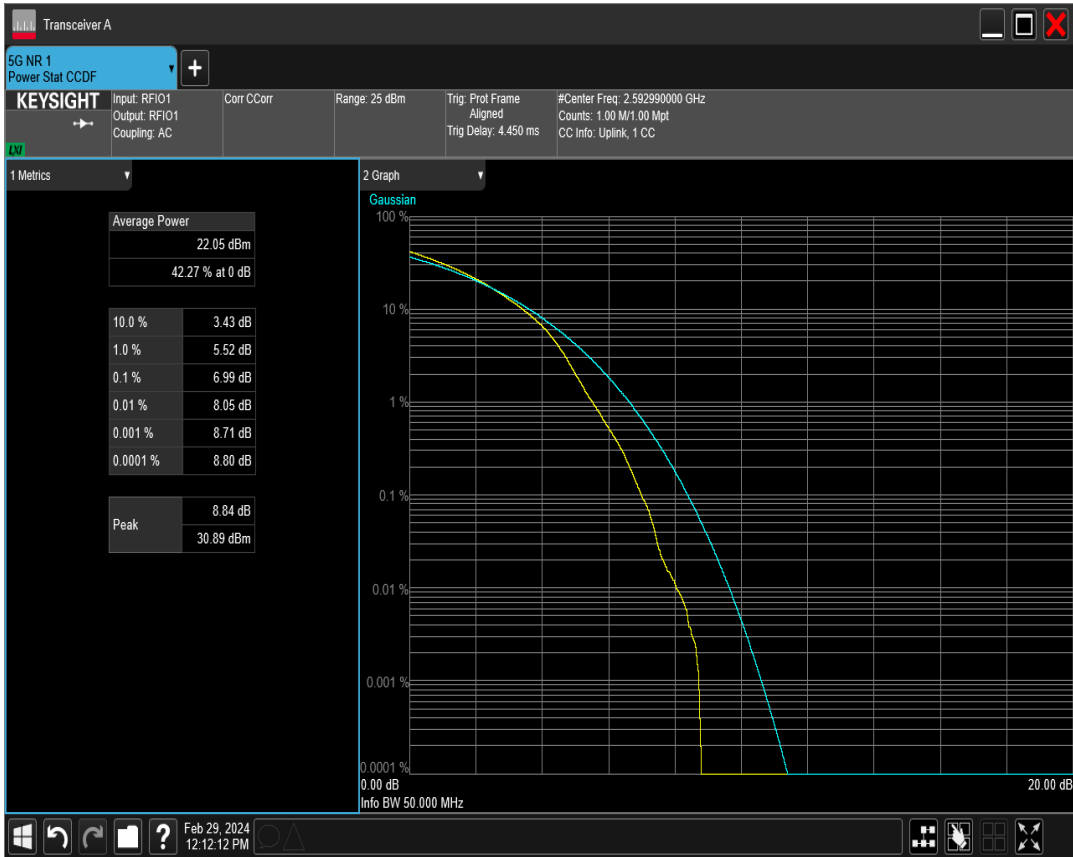 Transceiver A
5G NR 1
Power Stat CCDF
+
KEYSIGHT
LXI
Input: RFIO1
Output: RFIO1
Coupling: AC
Corr CCorr
Range: 25 dBm
Trig: Prot Frame
Aligned
Trig Delay: 4.450 ms
#Center Freq: 2.592990000 GHz
Counts: 1.00 M/1.00 Mpt
CC Info: Uplink, 1 CC
1 Metrics
Average Power
22.05 dBm
42.27 % at 0 dB
10.0 % 3.43 dB
1.0 % 5.52 dB
0.1 % 6.99 dB
0.01 % 8.05 dB
0.001 % 8.71 dB
0.0001 % 8.80 dB
Peak
8.84 dB
30.89 dBm
2 Graph
Gaussian
100 %
10 %
1 %
0.1 %
0.01 %
0.001 %
0.0001 %
0.00 dB 20.00 dB
Info BW 50.000 MHz
?
Feb 29, 2024
12:12:12 PM